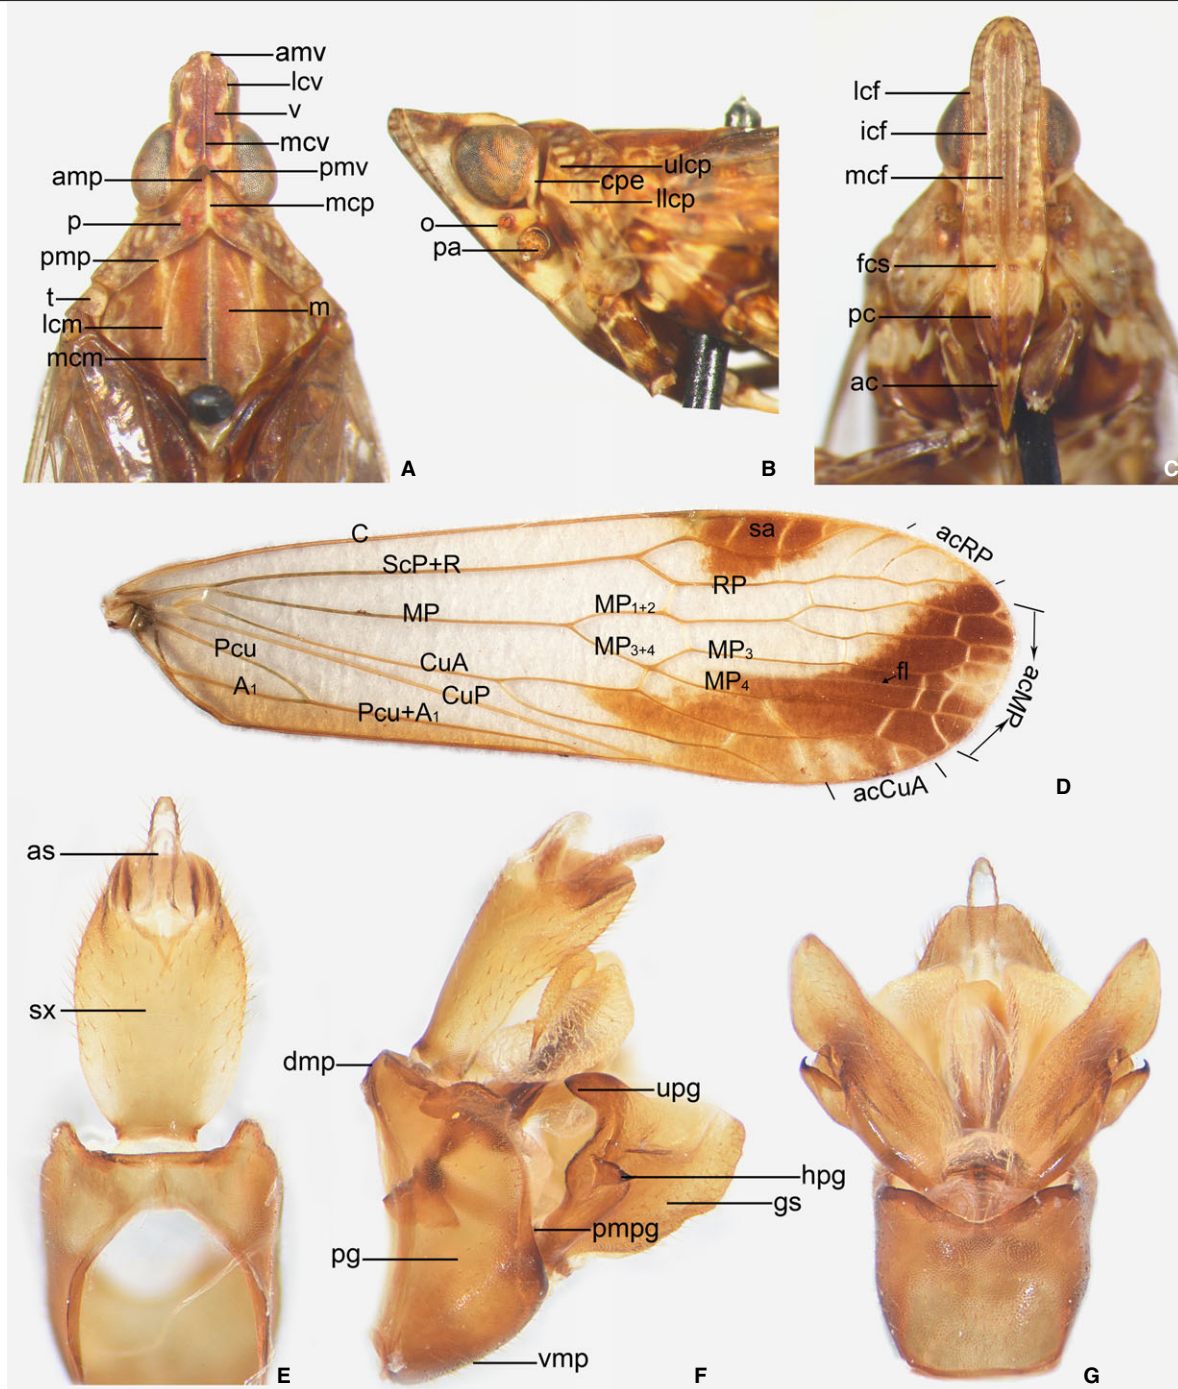 amv
lcv
v
mcv
amp
pmv
mcp
p
pmp
t
m
lcm
mcm
A
ulcp
cpe
llcp
o
pa
B
lcf
icf
mcf
fcs
pc
ac
C
C
sa
acRP
ScP+R
RP
MP
MP1+2
MP3+4
MP3
Pcu
CuA
MP4
fl
A1
CuP
Pcu+A1
acMP
acCuA
D
as
sx
E
dmp
upg
hpg
gs
pmpg
pg
vmp
F
G